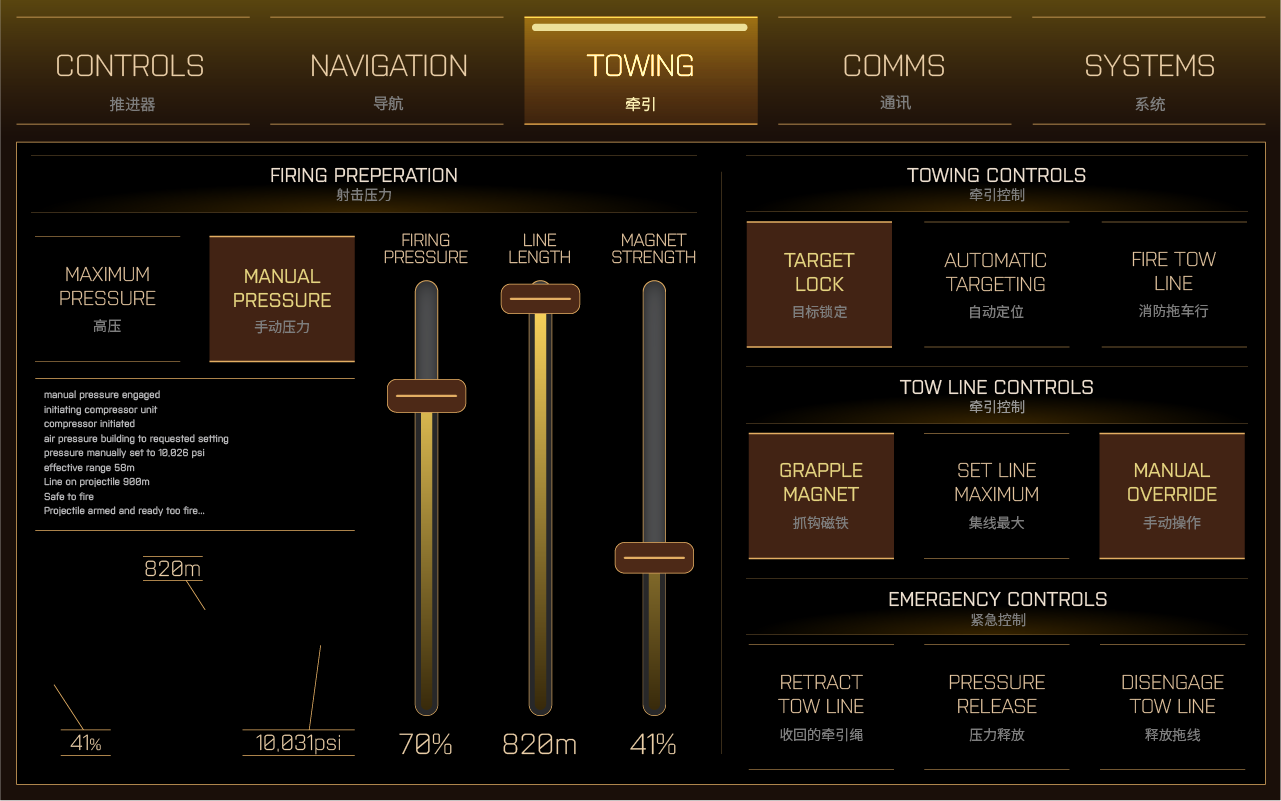 CONTROLS
推进器
NAVIGATION
导航
TOWING
牵引
COMMS
通讯
SYSTEMS
系统
FIRING PREPERATION
射击压力
MAXIMUM
PRESSURE
高压
MANUAL
PRESSURE
手动压力
manual pressure engaged
initiating compressor unit
compressor initiated
air pressure building to requested setting
pressure manually set to 10,026 psi
effective range 58m
Line on projectile 900m
Safe to fire
Projectile armed and ready too fire...
820m
41%
10,031psi
FIRING
PRESSURE
70%
LINE
LENGTH
820m
MAGNET
STRENGTH
41%
TOWING CONTROLS
牵引控制
TARGET
LOCK
目标锁定
AUTOMATIC
TARGETING
自动定位
FIRE TOW
LINE
消防拖车行
TOW LINE CONTROLS
牵引控制
GRAPPLE
MAGNET
抓钩磁铁
SET LINE
MAXIMUM
集线最大
MANUAL
OVERRIDE
手动操作
EMERGENCY CONTROLS
紧急控制
RETRACT
TOW LINE
收回的牵引绳
PRESSURE
RELEASE
压力释放
DISENGAGE
TOW LINE
释放拖线